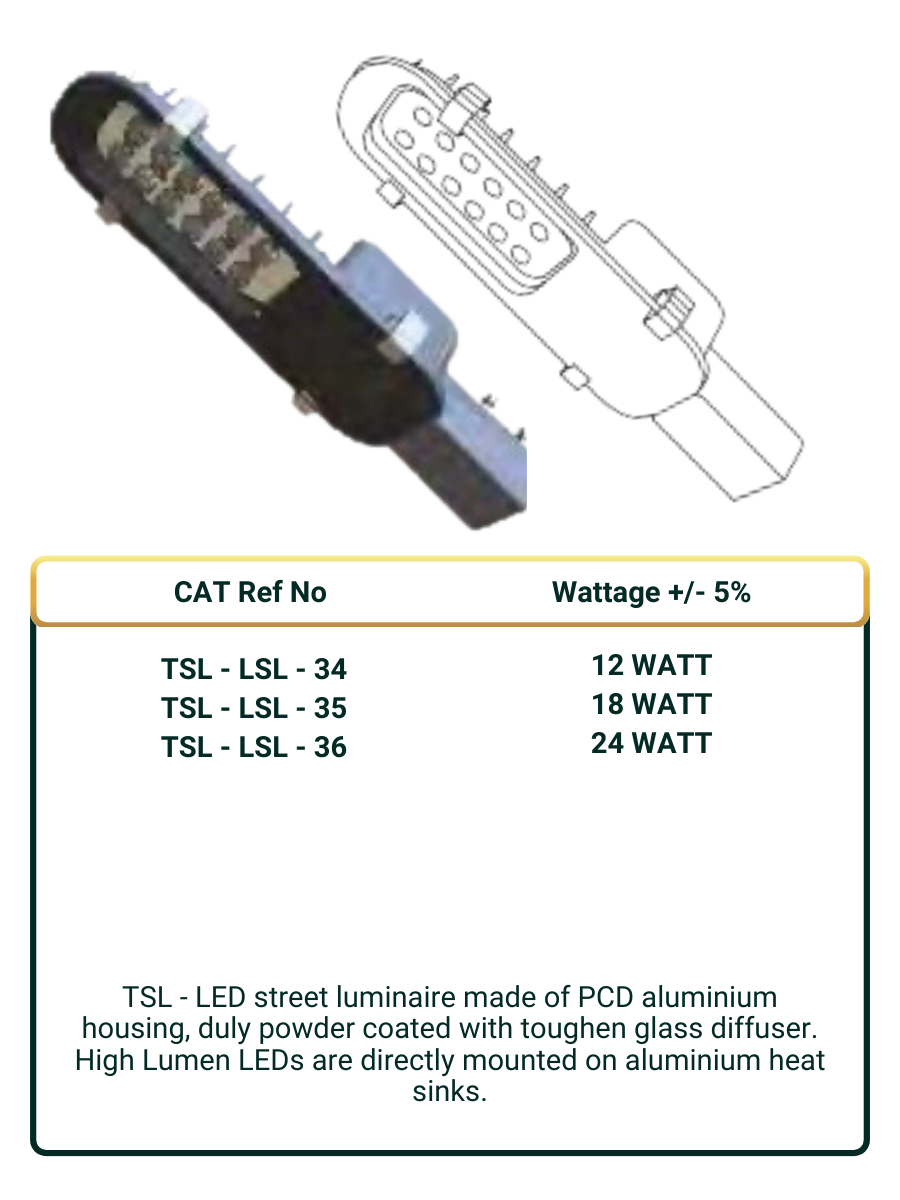 CAT Ref No Wattage +/- 5%
TSL - LSL - 34 12 WATT
TSL - LSL - 35 18 WATT
TSL - LSL - 36 24 WATT
TSL - LED street luminaire made of PCD aluminium
housing, duly powder coated with toughen glass diffuser.
High Lumen LEDs are directly mounted on aluminium heat
sinks.